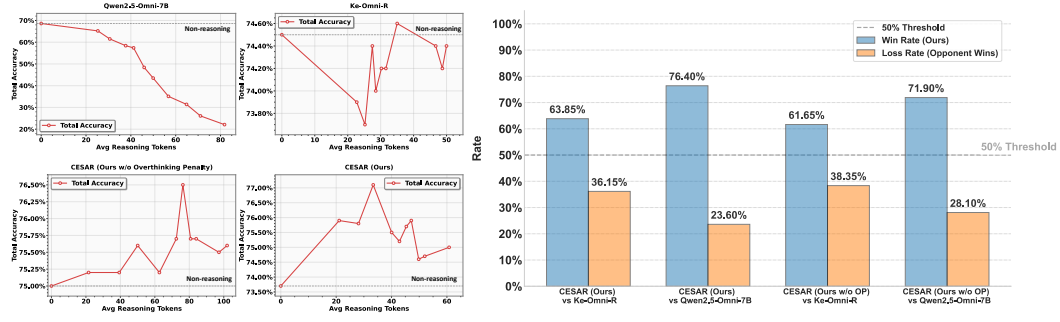 Qwen2.5-Omni-7B
70%
60%
50%
40%
30%
20%
Total Accuracy
Non-reasoning
Total Accuracy
0 20 40 60 80
Avg Reasoning Tokens
Ke-Omni-R
74.60%
74.40%
74.20%
74.00%
73.80%
Total Accuracy
Total Accuracy
Non-reasoning
0 10 20 30 40 50
Avg Reasoning Tokens
CESAR (Ours w/o Overthinking Penalty)
76.50%
76.25%
76.00%
75.75%
75.50%
75.25%
75.00%
Total Accuracy
Total Accuracy
Non-reasoning
0 20 40 60 80 100
Avg Reasoning Tokens
CESAR (Ours)
77.00%
76.50%
76.00%
75.50%
75.00%
74.50%
74.00%
73.50%
Total Accuracy
Total Accuracy
Non-reasoning
0 20 40 60
Avg Reasoning Tokens
100%
90%
80%
70%
60%
50%
40%
30%
20%
10%
0%
Rate
50% Threshold
Win Rate (Ours)
Loss Rate (Opponent Wins)
63.85%
36.15%
76.40%
23.60%
61.65%
38.35%
71.90%
28.10%
50% Threshold
CESAR (Ours)
vs Ke-Omni-R
CESAR (Ours)
vs Qwen2.5-Omni-7B
CESAR (Ours w/o OP)
vs Ke-Omni-R
CESAR (Ours w/o OP)
vs Qwen2.5-Omni-7B